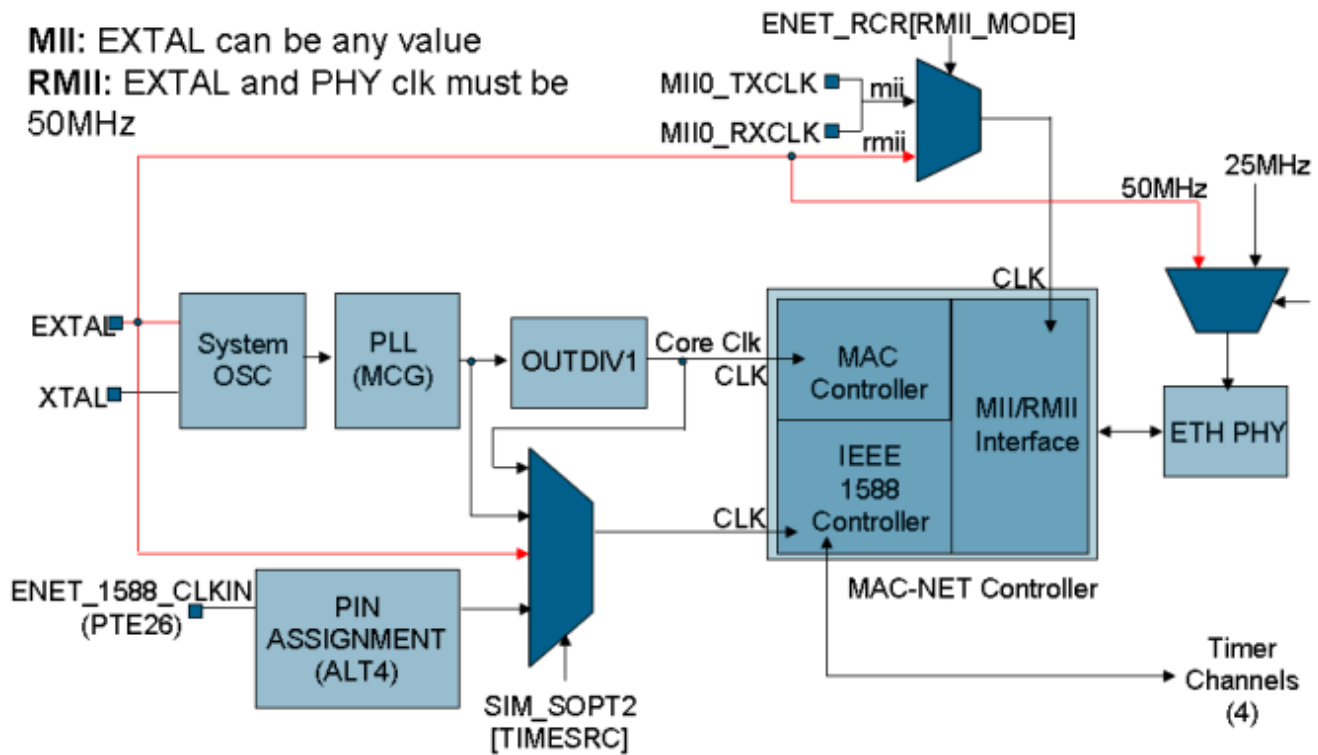 MII: EXTAL can be any value
RMII: EXTAL and PHY clk must be
50MHz
ENET_RCR[RMII_MODE]
MII0_TXCLK
mii
MII0_RXCLK
rmii
25MHz
50MHz
CLK
EXTAL
XTAL
System
OSC
PLL
(MCG)
OUTDIV1
Core Clk
CLK
MAC
Controller
MII/RMII
Interface
ETH PHY
IEEE
1588
Controller
CLK
MAC-NET Controller
ENET_1588_CLKIN
(PTE26)
PIN
ASSIGNMENT
(ALT4)
SIM_SOPT2
[TIMESRC]
Timer
Channels
(4)